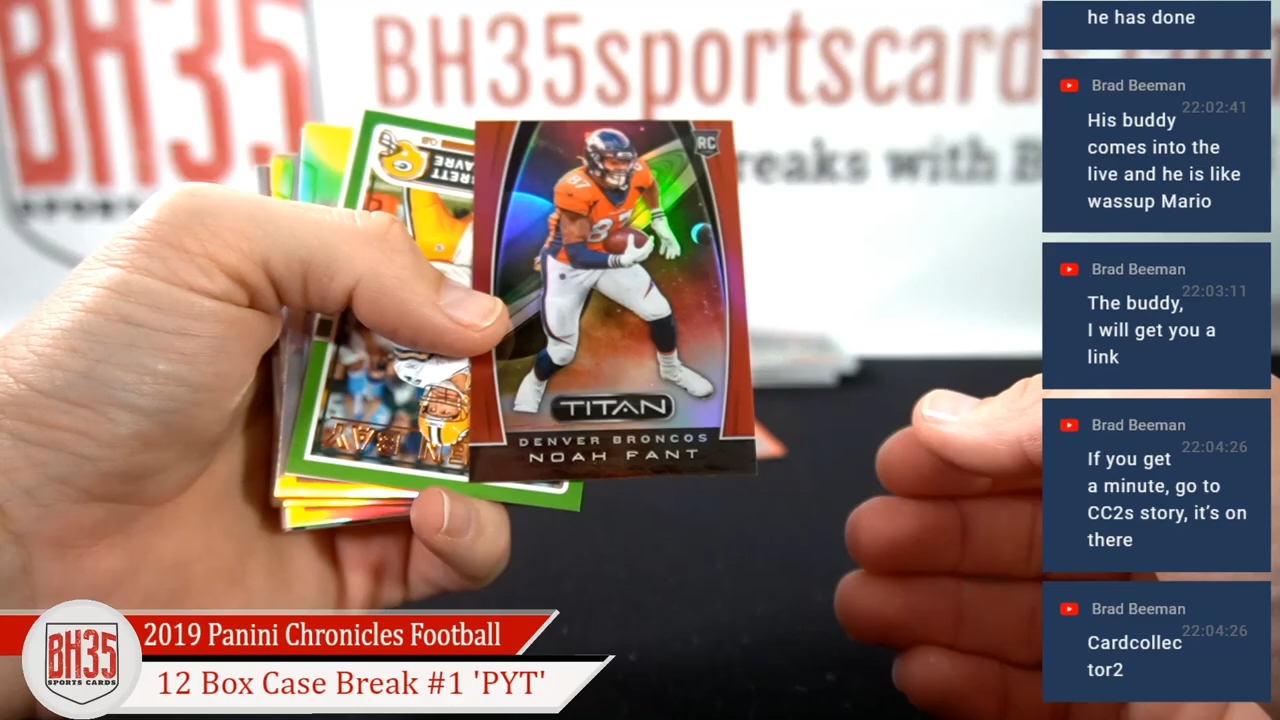 BH35
BH35sportscard
reaks with B
RC
87
87
TITAN
DENVER BRONCOS
NOAH FANT
2019 Panini Chronicles Football
12 Box Case Break #1 'PYT'
BH35
SPORTS CARDS
he has done
Brad Beeman
22:02:41
His buddy
comes into the
live and he is like
wassup Mario
Brad Beeman
22:03:11
The buddy,
I will get you a
link
Brad Beeman
22:04:26
If you get
a minute, go to
CC2s story, it's on
there
Brad Beeman
22:04:26
Cardcollec
tor2